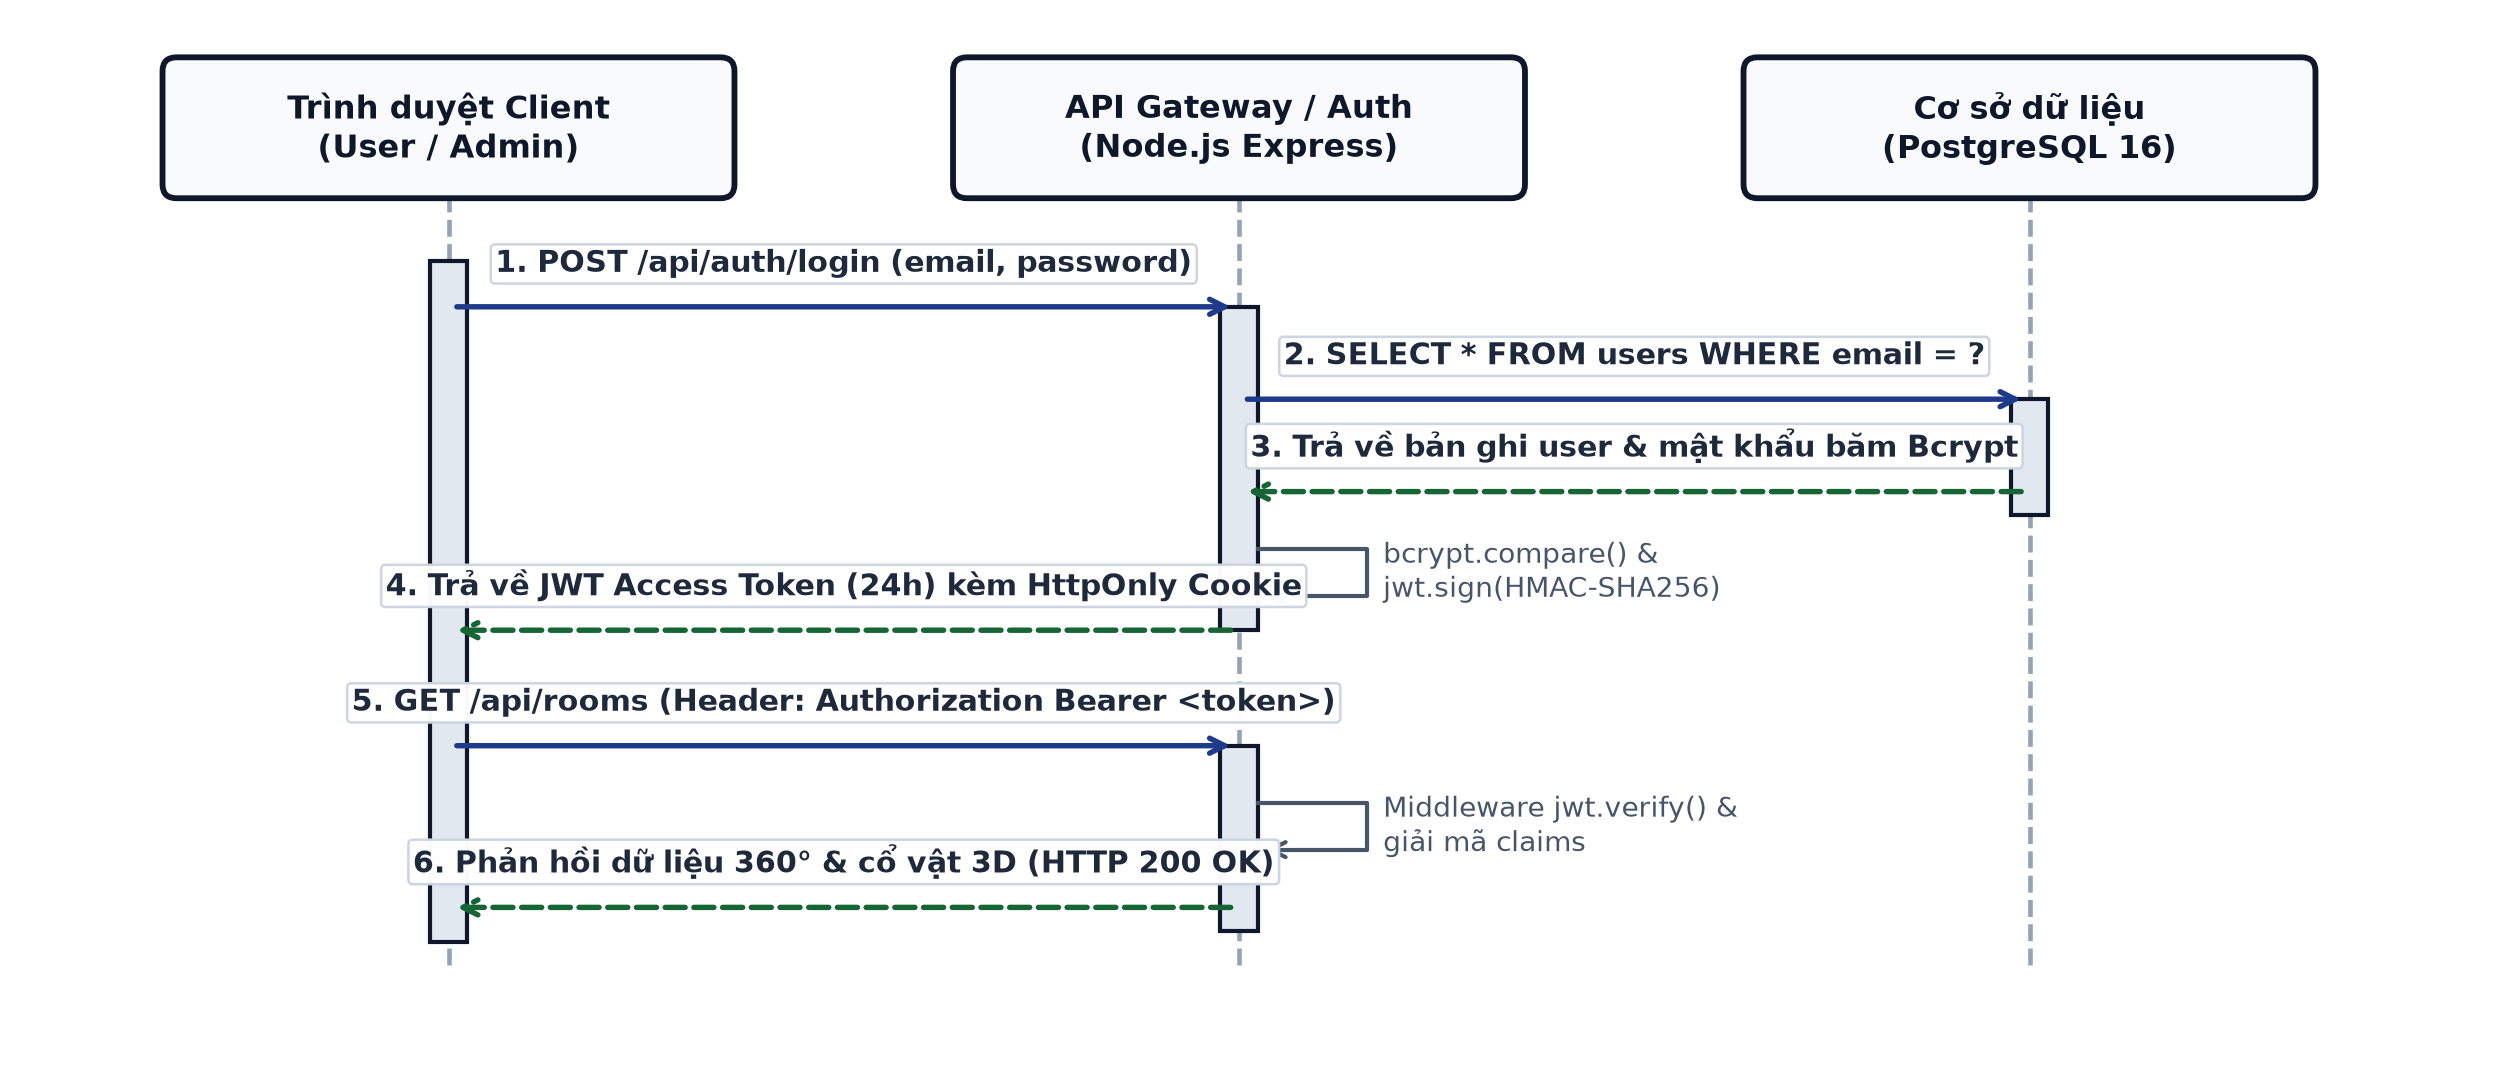 Trình duyệt Client
(User / Admin)
API Gateway / Auth
(Node.js Express)
Cơ sở dữ liệu
(PostgreSQL 16)
1. POST /api/auth/login (email, password)
2. SELECT * FROM users WHERE email = ?
3. Trả về bản ghi user & mật khẩu băm Bcrypt
bcrypt.compare() &
jwt.sign(HMAC-SHA256)
4. Trả về JWT Access Token (24h) kèm HttpOnly Cookie
5. GET /api/rooms (Header: Authorization Bearer <token>)
Middleware jwt.verify() &
giải mã claims
6. Phản hồi dữ liệu 360° & cổ vật 3D (HTTP 200 OK)